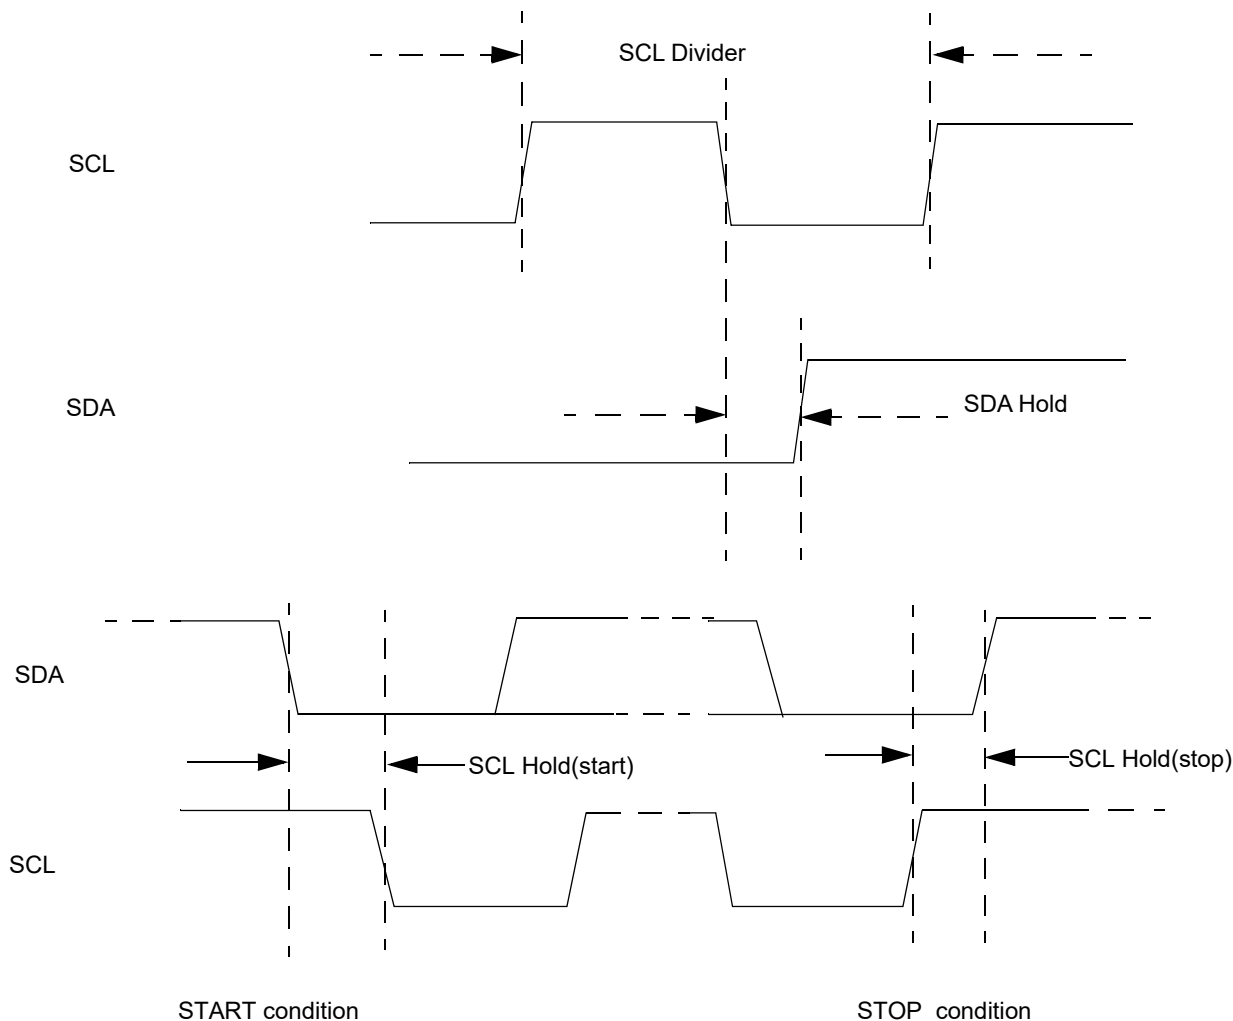 SCL Divider
SCL
SDA
SDA Hold
SDA
SCL Hold(start)
SCL Hold(stop)
SCL
START condition
STOP condition